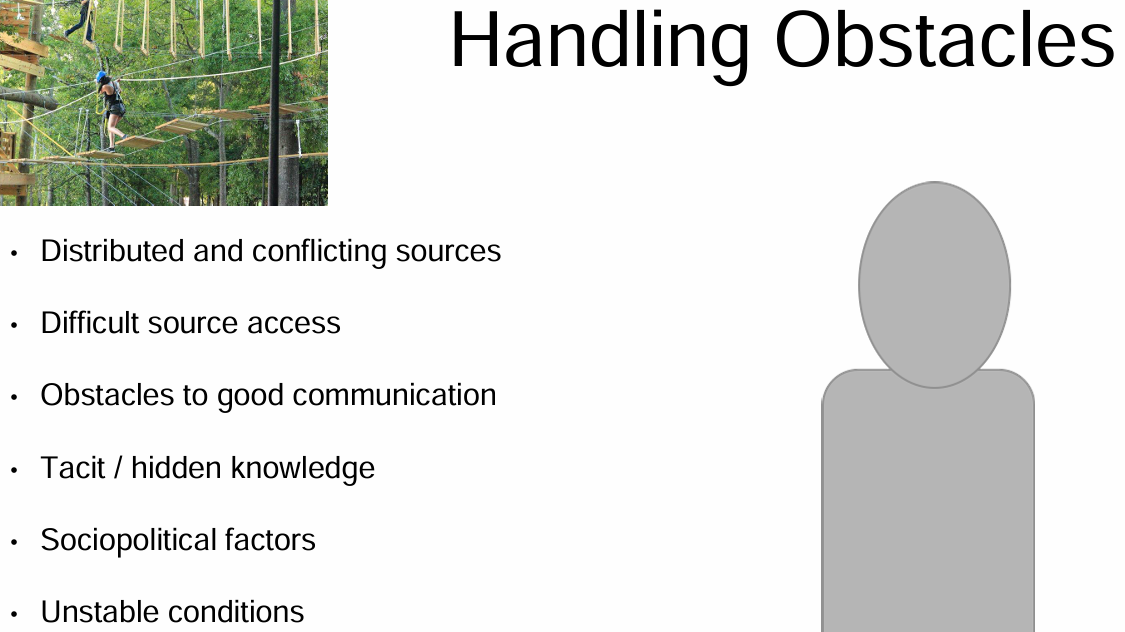 Handling Obstacles
• Distributed and conflicting sources
• Difficult source access
• Obstacles to good communication
• Tacit / hidden knowledge
• Sociopolitical factors
• Unstable conditions